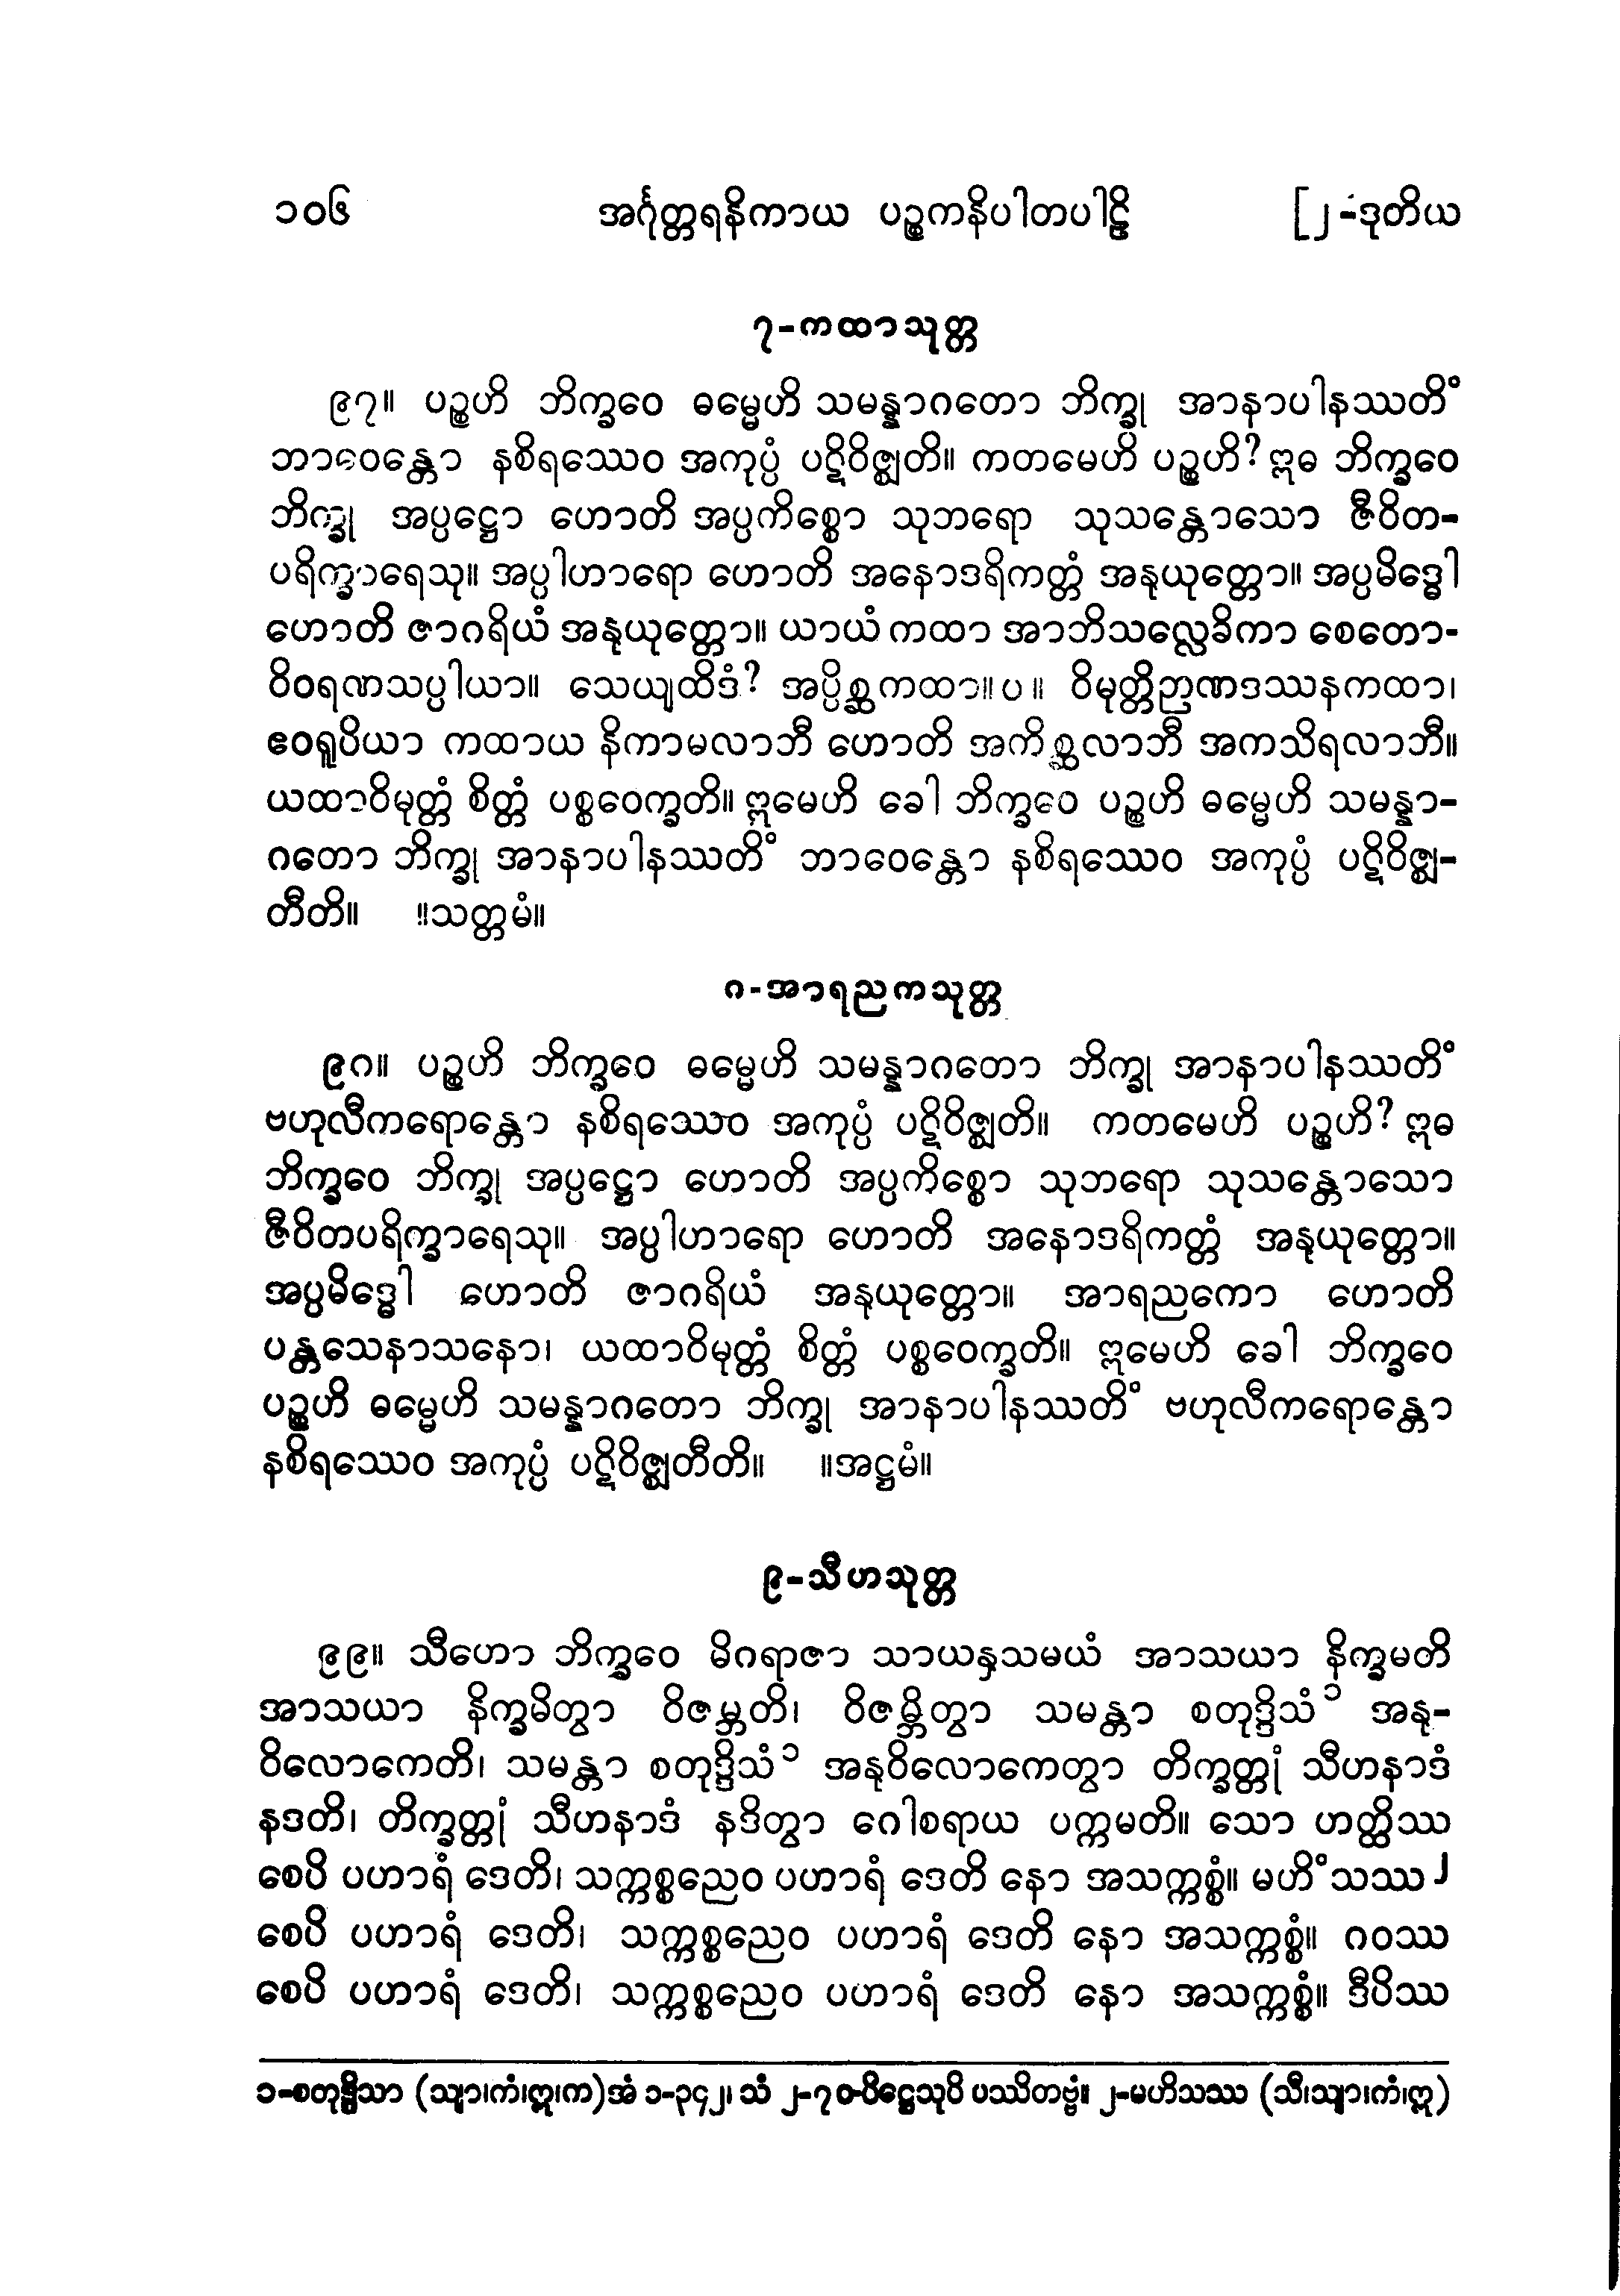 ၁၀၆ အင်္ဂုတ္တရနိကာယ ပဉ္စကနိပါတပါဠိ [၂-ဒုတိယ
၇-ကထာသုတ္တ
၉၇။ ပဉ္စဟိ ဘိက္ခဝေ ဓမ္မေဟိ သမန္နာဂတော ဘိက္ခု အာနာပါနဿတိံ
ဘာဝေန္တော နစိရဿေဝ အကုပ္ပံ ပဋိဝိဇ္ဈတိ။ ကတမေဟိ ပဉ္စဟိ? ဣဓ ဘိက္ခဝေ
ဘိက္ခု အပ္ပဋ္ဌော ဟောတိ အပ္ပကိစ္စော သုဘရော သုသန္တောသော ဇီဝိတ-
ပရိက္ခာရေသု။ အပ္ပါဟာရော ဟောတိ အနောဒရိကတ္တံ အနုယုတ္တော။ အပ္ပမိဒ္ဓေါ
ဟောတိ ဇာဂရိယံ အနုယုတ္တော။ ယာယံ ကထာ အာဘိသလ္လေခိကာ စေတော-
ဝိဝရဏသပ္ပါယာ။ သေယျထိဒံ? အပ္ပိစ္ဆကထာ။ပ။ ဝိမုတ္တိဉာဏဒဿနကထာ၊
ဧဝရူပိယာ ကထာယ နိကာမလာဘီ ဟောတိ အကိစ္ဆလာဘီ အကသိရလာဘီ။
ယထာဝိမုတ္တံ စိတ္တံ ပစ္စဝေက္ခတိ။ ဣမေဟိ ခေါ ဘိက္ခဝေ ပဉ္စဟိ ဓမ္မေဟိ သမန္နာ-
ဂတော ဘိက္ခု အာနာပါနဿတိံ ဘာဝေန္တော နစိရဿေဝ အကုပ္ပံ ပဋိဝိဇ္ဈ-
တီတိ။ ။သတ္တမံ။
ဂ-အာရညကသုတ္တ
၉ဂ။ ပဉ္စဟိ ဘိက္ခဝေ ဓမ္မေဟိ သမန္နာဂတော ဘိက္ခု အာနာပါနဿတိံ
ဗဟုလီကရောန္တော နစိရဿေဝ အကုပ္ပံ ပဋိဝိဇ္ဈတိ။ ကတမေဟိ ပဉ္စဟိ? ဣဓ
ဘိက္ခဝေ ဘိက္ခု အပ္ပဋ္ဌော ဟောတိ အပ္ပကိစ္စော သုဘရော သုသန္တောသော
ဇီဝိတပရိက္ခာရေသု။ အပ္ပါဟာရော ဟောတိ အနောဒရိကတ္တံ အနုယုတ္တော။
အပ္ပမိဒ္ဓေါ ဟောတိ ဇာဂရိယံ အနုယုတ္တော။ အာရညကော ဟောတိ
ပန္တသေနာသနော၊ ယထာဝိမုတ္တံ စိတ္တံ ပစ္စဝေက္ခတိ။ ဣမေဟိ ခေါ ဘိက္ခဝေ
ပဉ္စဟိ ဓမ္မေဟိ သမန္နာဂတော ဘိက္ခု အာနာပါနဿတိံ ဗဟုလီကရောန္တော
နစိရဿေဝ အကုပ္ပံ ပဋိဝိဇ္ဈတီတိ။ ။အဋ္ဌမံ။
၉-သီဟသုတ္တ
၉၉။ သီဟော ဘိက္ခဝေ မိဂရာဇာ သာယနှသမယံ အာသယာ နိက္ခမတိ
အာသယာ နိက္ခမိတွာ ဝိဇမ္ဘတိ၊ ဝိဇမ္ဘိတွာ သမန္တာ စတုဒ္ဒိသံ ၁ အနု-
ဝိလောကေတိ၊ သမန္တာ စတုဒ္ဒိသံ ၁ အနုဝိလောကေတွာ တိက္ခတ္တုံ သီဟနာဒံ
နဒတိ၊ တိက္ခတ္တုံ သီဟနာဒံ နဒိတွာ ဂေါစရာယ ပက္ကမတိ။ သော ဟတ္ထိဿ
စေပိ ပဟာရံ ဒေတိ၊ သက္ကစ္စညေဝ ပဟာရံ ဒေတိ နော အသက္ကစ္စံ။ မဟိံသဿ ၂
စေပိ ပဟာရံ ဒေတိ၊ သက္ကစ္စညေဝ ပဟာရံ ဒေတိ နော အသက္ကစ္စံ။ ဂဝဿ
စေပိ ပဟာရံ ဒေတိ၊ သက္ကစ္စညေဝ ပဟာရံ ဒေတိ နော အသက္ကစ္စံ။ ဒီပိဿ
၁-စတုဒ္ဒိသာ (သျာ၊ကံ၊ဣ၊က) အံ ၁-၃၄၂၊ သံ ၂-၇၀-ပိဋ္ဌေသုပိ ပဿိတဗ္ဗံ။ ၂-မဟိသဿ (သီ၊သျာ၊ကံ၊ဣ)